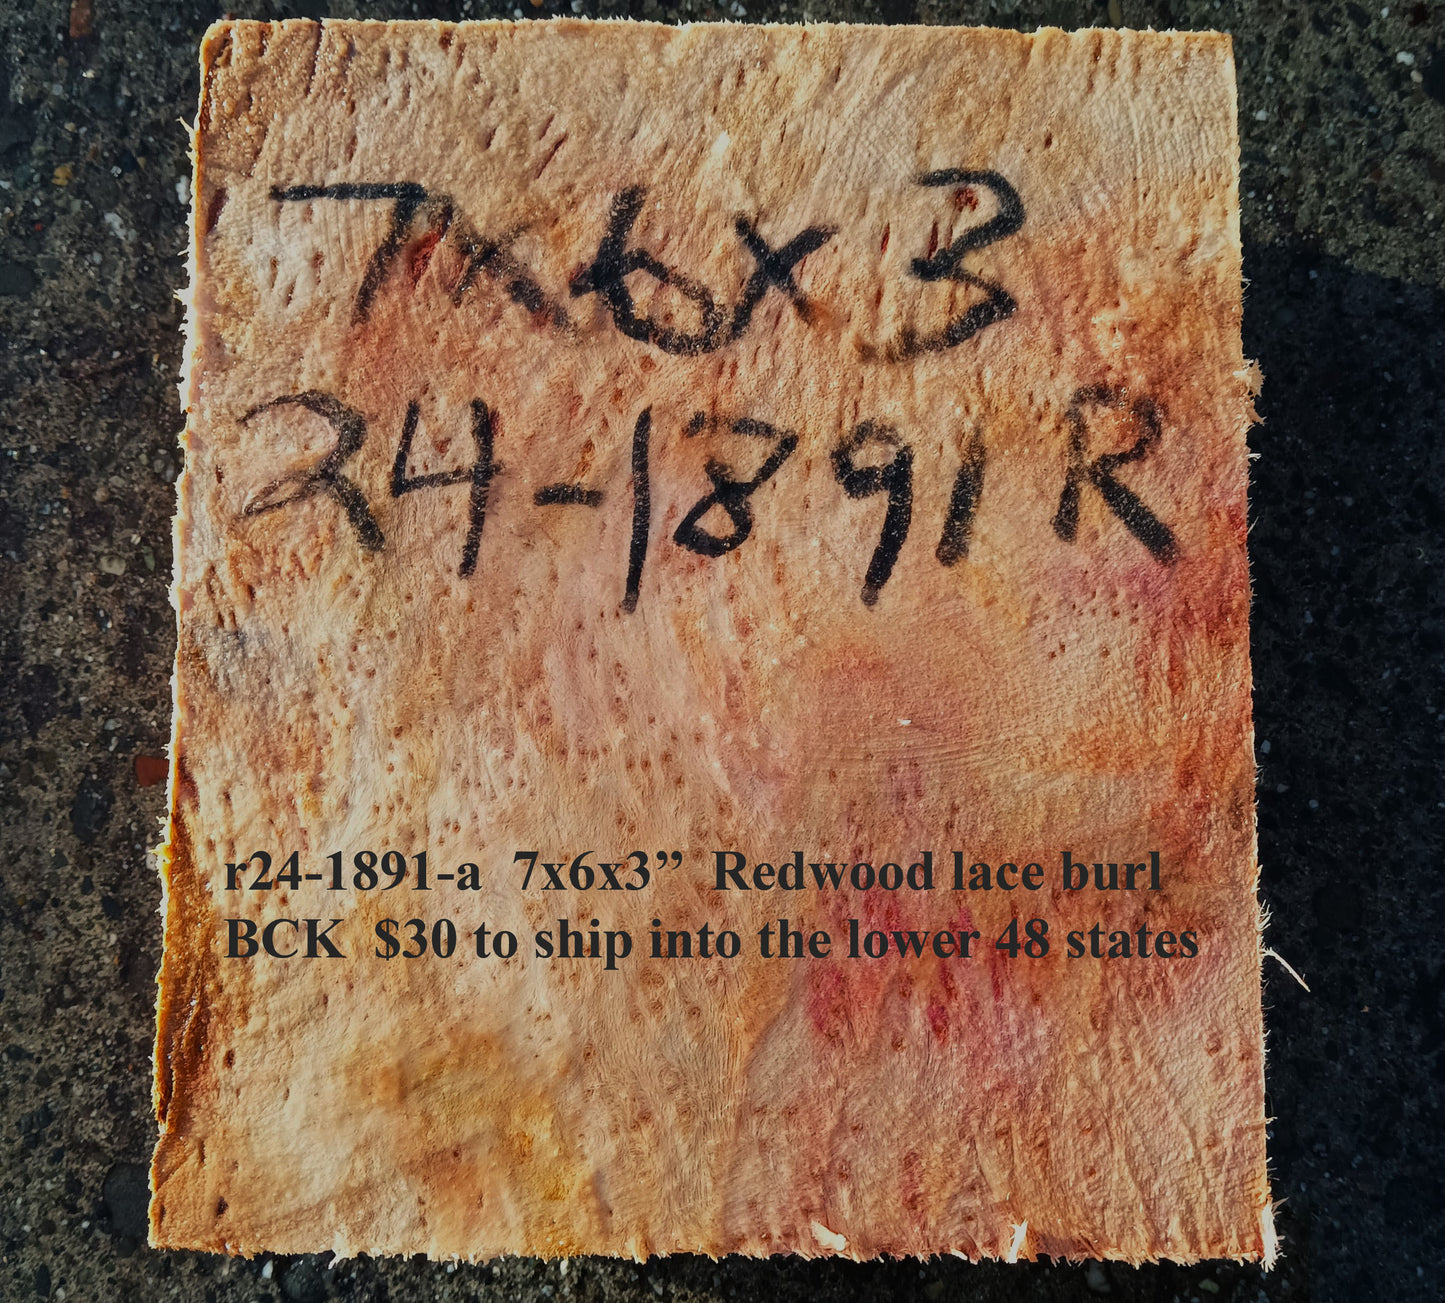 7x6x3
24-1891R
r24-1891-a 7x6x3” Redwood lace burl
BCK $30 to ship into the lower 48 states